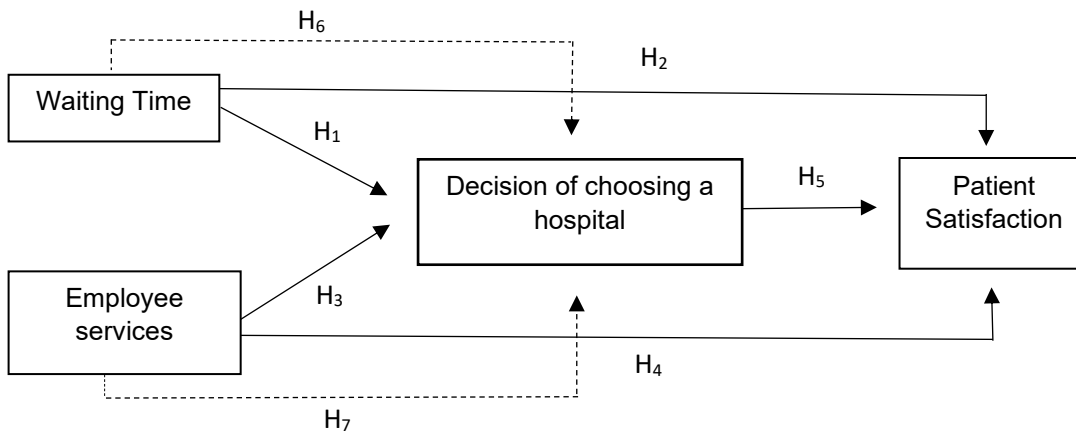 H₆
H₂
Waiting Time
H₁
Decision of choosing a
hospital
H₅
Patient
Satisfaction
Employee
services
H₃
H₄
H₇